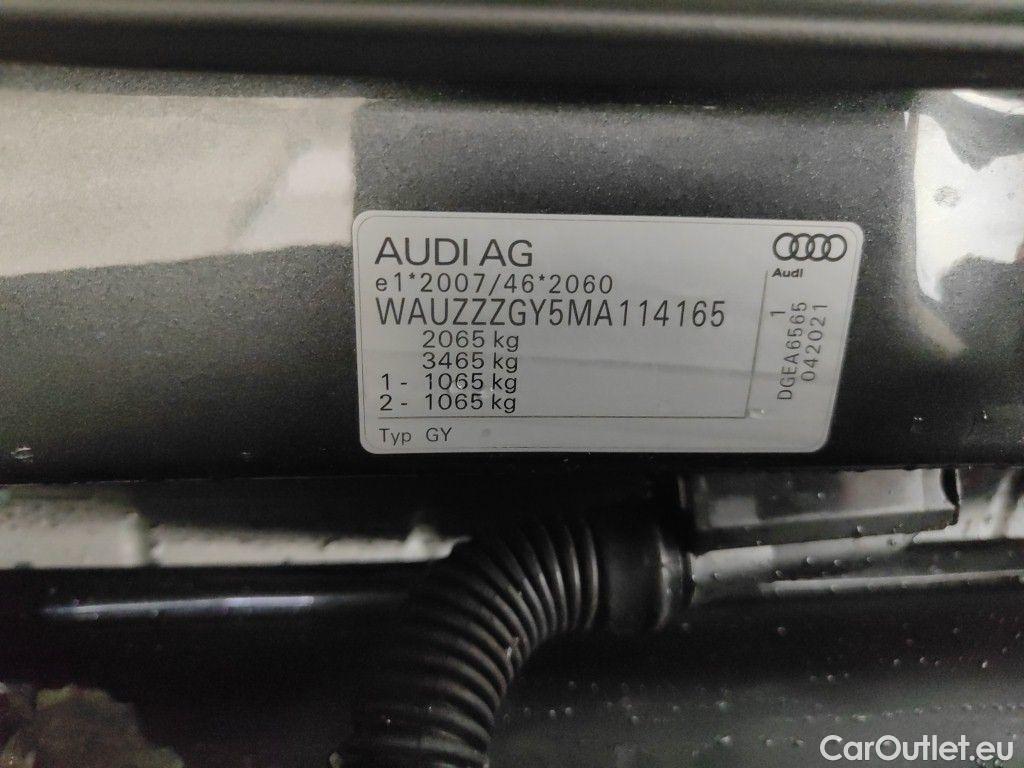 AUDI AG
e1*2007/46*2060
WAUZZZGY5MA114165
2065 kg
3465 kg
1 - 1065 kg
2 - 1065 kg
Typ GY
Audi
DGEA6565 1
042021
CarOutlet.eu